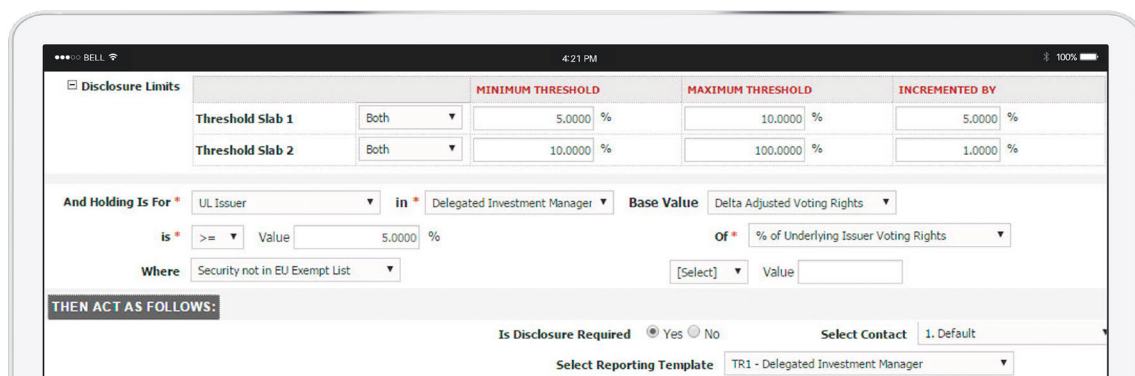 BELL 4:21 PM 100%
Disclosure Limits MINIMUM THRESHOLD MAXIMUM THRESHOLD INCREMENTED BY
Threshold Slab 1 Both 5.0000 % 10.0000 % 5.0000 %
Threshold Slab 2 Both 10.0000 % 100.0000 % 1.0000 %
And Holding Is For * UL Issuer in * Delegated Investment Manager Base Value Delta Adjusted Voting Rights
is * >= Value 5.0000 % Of * % of Underlying Issuer Voting Rights
Where Security not in EU Exempt List [Select] Value
THEN ACT AS FOLLOWS:
Is Disclosure Required Yes No Select Contact 1. Default
Select Reporting Template TR1 - Delegated Investment Manager